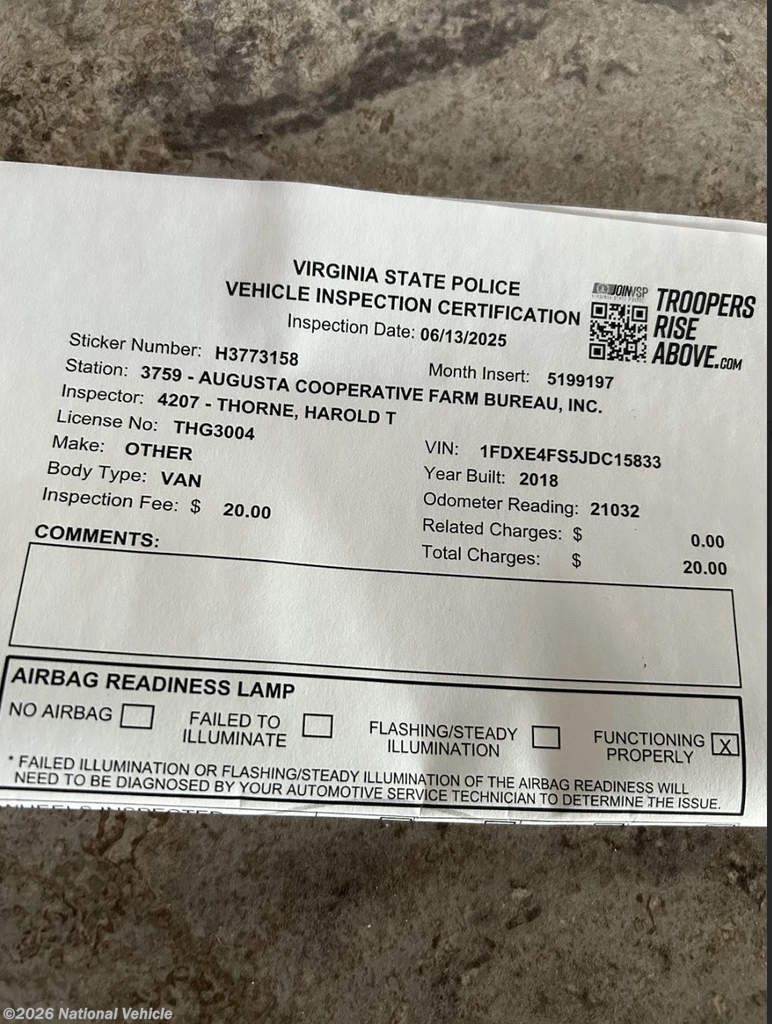 VIRGINIA STATE POLICE
VEHICLE INSPECTION CERTIFICATION
Inspection Date: 06/13/2025
JOINVSP
TROOPERS
RISE
ABOVE.COM
Sticker Number: H3773158
Month Insert: 5199197
Station: 3759 - AUGUSTA COOPERATIVE FARM BUREAU, INC.
Inspector: 4207 - THORNE, HAROLD T
License No: THG3004
VIN: 1FDXE4FS5JDC15833
Make: OTHER
Year Built: 2018
Body Type: VAN
Odometer Reading: 21032
Inspection Fee: $ 20.00
Related Charges: $ 0.00
Total Charges: $ 20.00
COMMENTS:
AIRBAG READINESS LAMP
NO AIRBAG
FAILED TO
ILLUMINATE
FLASHING/STEADY
ILLUMINATION
FUNCTIONING
PROPERLY X
* FAILED ILLUMINATION OR FLASHING/STEADY ILLUMINATION OF THE AIRBAG READINESS WILL
NEED TO BE DIAGNOSED BY YOUR AUTOMOTIVE SERVICE TECHNICIAN TO DETERMINE THE ISSUE.
WHEELS INSPECTED
©2026 National Vehicle